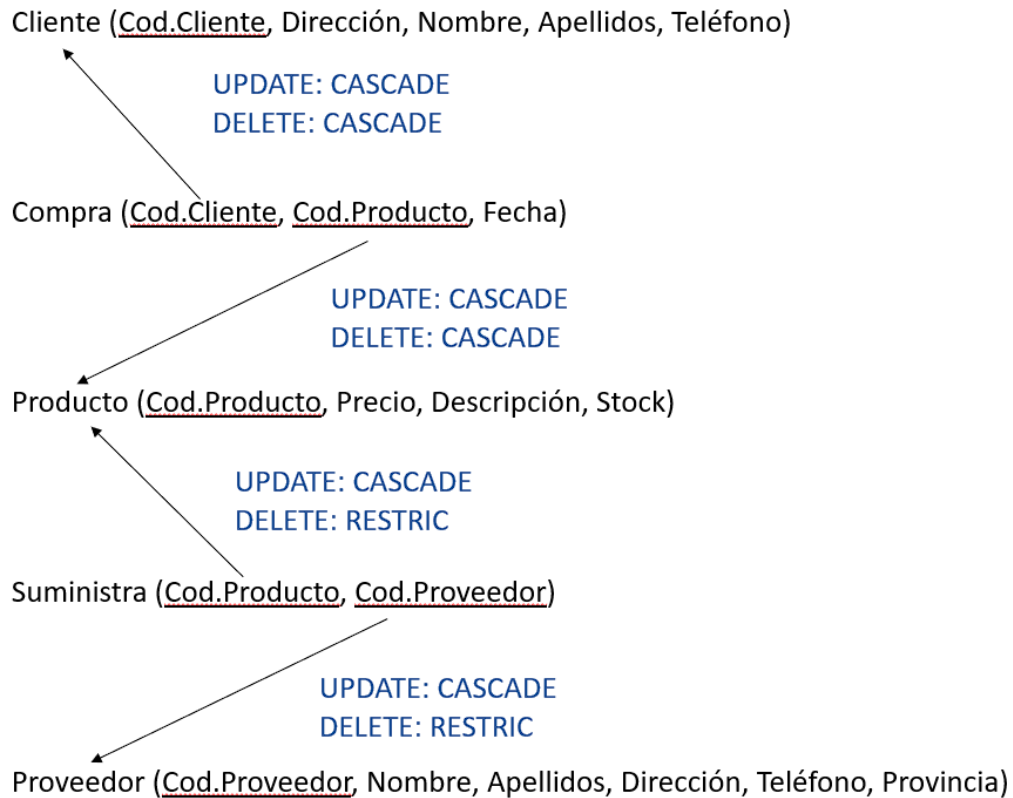 Cliente (Cod.Cliente, Dirección, Nombre, Apellidos, Teléfono)
UPDATE: CASCADE
DELETE: CASCADE
Compra (Cod.Cliente, Cod.Producto, Fecha)
UPDATE: CASCADE
DELETE: CASCADE
Producto (Cod.Producto, Precio, Descripción, Stock)
UPDATE: CASCADE
DELETE: RESTRIC
Suministra (Cod.Producto, Cod.Proveedor)
UPDATE: CASCADE
DELETE: RESTRIC
Proveedor (Cod.Proveedor, Nombre, Apellidos, Dirección, Teléfono, Provincia)